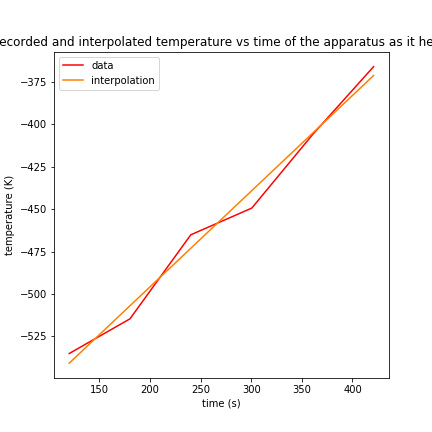 ecorded and interpolated temperature vs time of the apparatus as it he
data
interpolation
temperature (K)
−375
−400
−425
−450
−475
−500
−525
150 200 250 300 350 400
time (s)